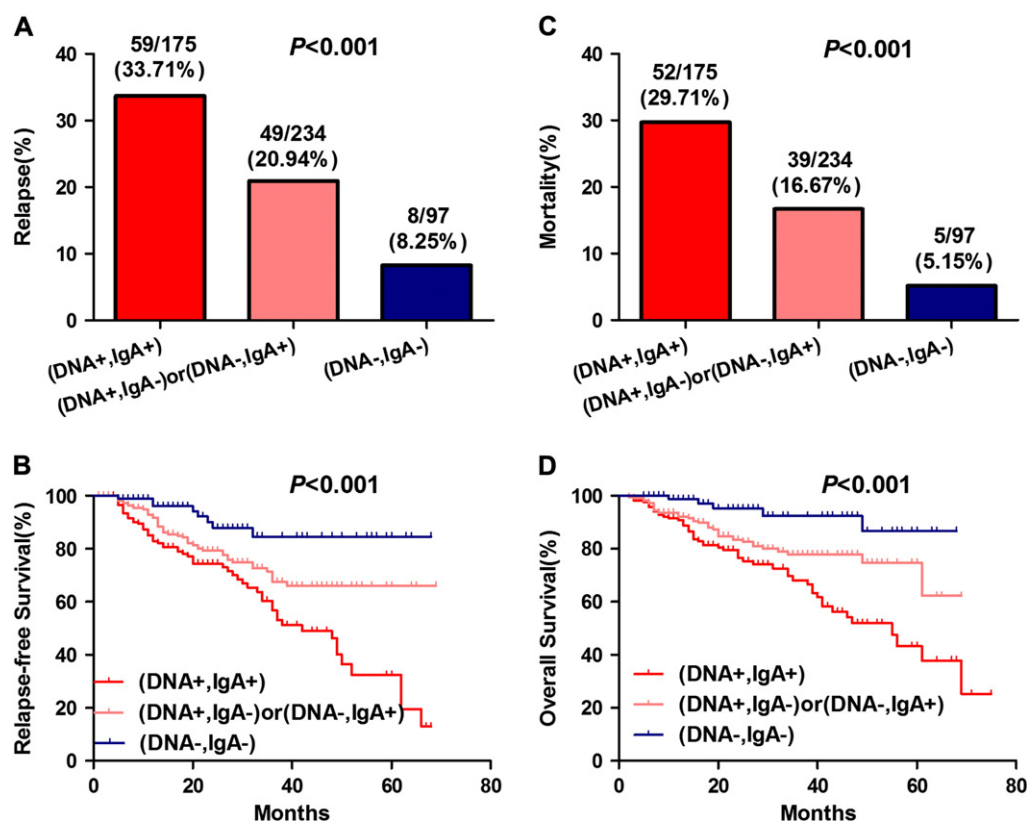 A
P<0.001
59/175
(33.71%)
49/234
(20.94%)
8/97
(8.25%)
Relapse(%)
40
30
20
10
0
(DNA+,IgA+)
(DNA+,IgA-)or(DNA-,IgA+)
(DNA-,IgA-)
C
P<0.001
52/175
(29.71%)
39/234
(16.67%)
5/97
(5.15%)
Mortality(%)
40
30
20
10
0
(DNA+,IgA+)
(DNA+,IgA-)or(DNA-,IgA+)
(DNA-,IgA-)
B
P<0.001
Relapse-free Survival(%)
100
80
60
40
20
0
(DNA+,IgA+)
(DNA+,IgA-)or(DNA-,IgA+)
(DNA-,IgA-)
0 20 40 60 80
Months
D
P<0.001
Overall Survival(%)
100
80
60
40
20
0
(DNA+,IgA+)
(DNA+,IgA-)or(DNA-,IgA+)
(DNA-,IgA-)
0 20 40 60 80
Months